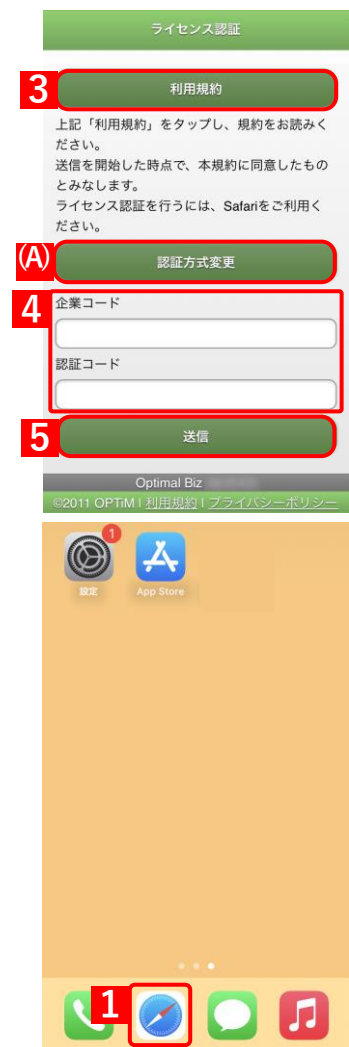 ライセンス認証
3
利用規約
上記「利用規約」をタップし、規約をお読みく
ださい。
送信を開始した時点で、本規約に同意したもの
とみなします。
ライセンス認証を行うには、Safariをご利用く
ださい。
(A)
認証方式変更
4
企業コード
認証コード
5
送信
Optimal Biz
©2011 OPTiM | 利用規約 | プライバシーポリシー
1
設定
App Store
1